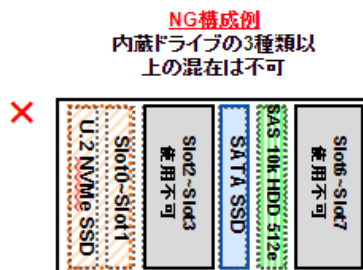 NG構成例
内蔵ドライブの3種類以
上の混在は不可
×
U 2 NVMe SSD
Slot0~Slot1
Slot2~Slot3
使用不可
SATA SSD
SAS 10k HDD 512e
Slot6~Slot7
使用不可